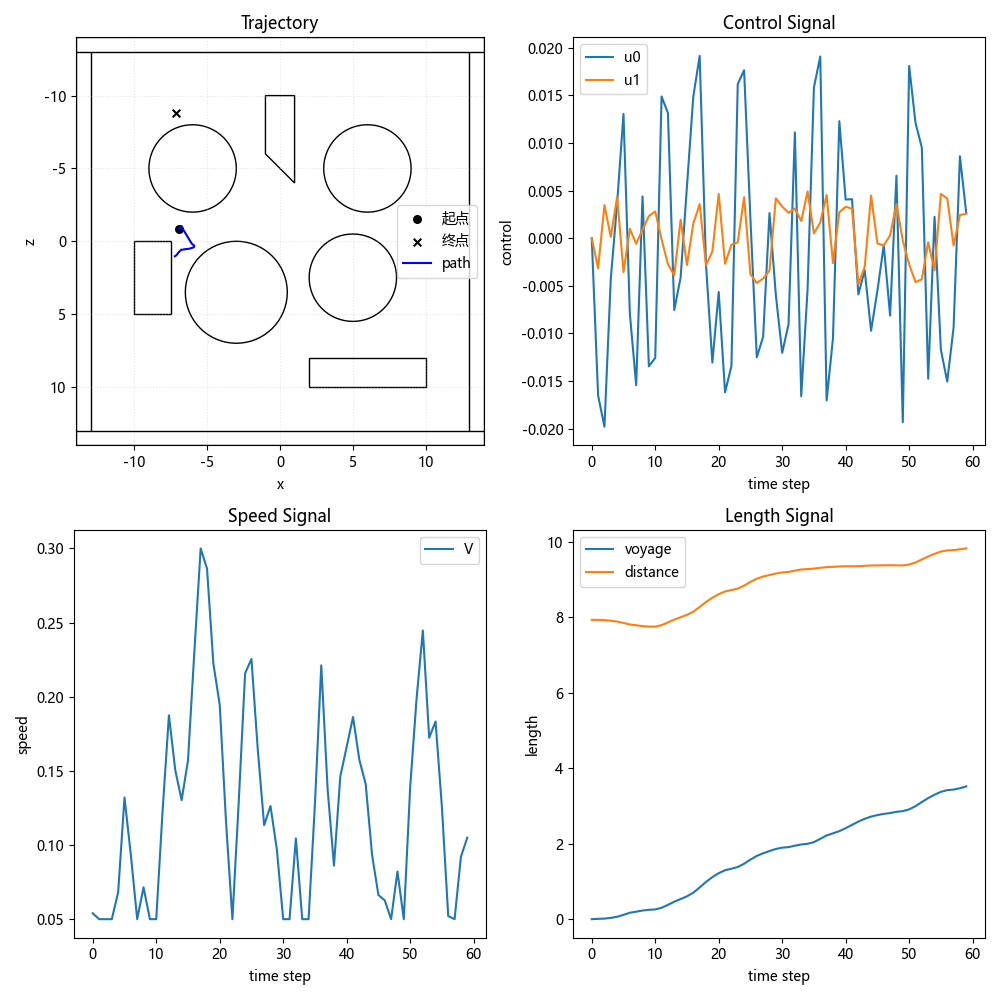 Trajectory
-10
-5
0
5
10
z
-10
-5
0
5
10
x
起点
终点
path
Control Signal
0.020
0.015
0.010
0.005
0.000
-0.005
-0.010
-0.015
-0.020
control
u0
u1
0
10
20
30
40
50
60
time step
Speed Signal
0.30
0.25
0.20
0.15
0.10
0.05
speed
V
0
10
20
30
40
50
60
time step
Length Signal
10
8
6
4
2
0
length
voyage
distance
0
10
20
30
40
50
60
time step